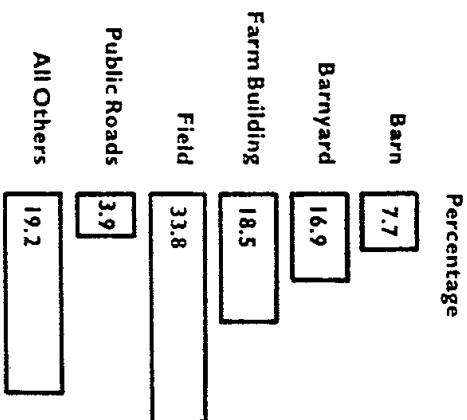 Percentage
Barn 7.7
Barnyard 16.9
Farm Building 18.5
Field 33.8
Public Roads 3.9
All Others 19.2